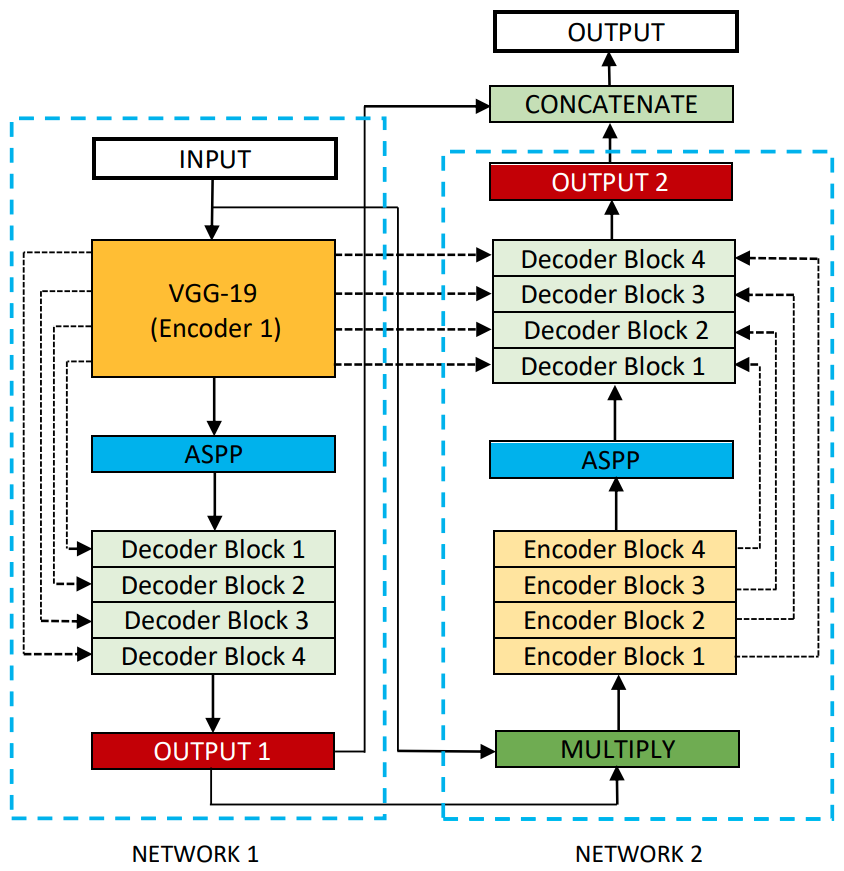 INPUT
VGG-19
(Encoder 1)
ASPP
Decoder Block 1
Decoder Block 2
Decoder Block 3
Decoder Block 4
OUTPUT 1
NETWORK 1
OUTPUT
CONCATENATE
OUTPUT 2
Decoder Block 4
Decoder Block 3
Decoder Block 2
Decoder Block 1
ASPP
Encoder Block 4
Encoder Block 3
Encoder Block 2
Encoder Block 1
MULTIPLY
NETWORK 2